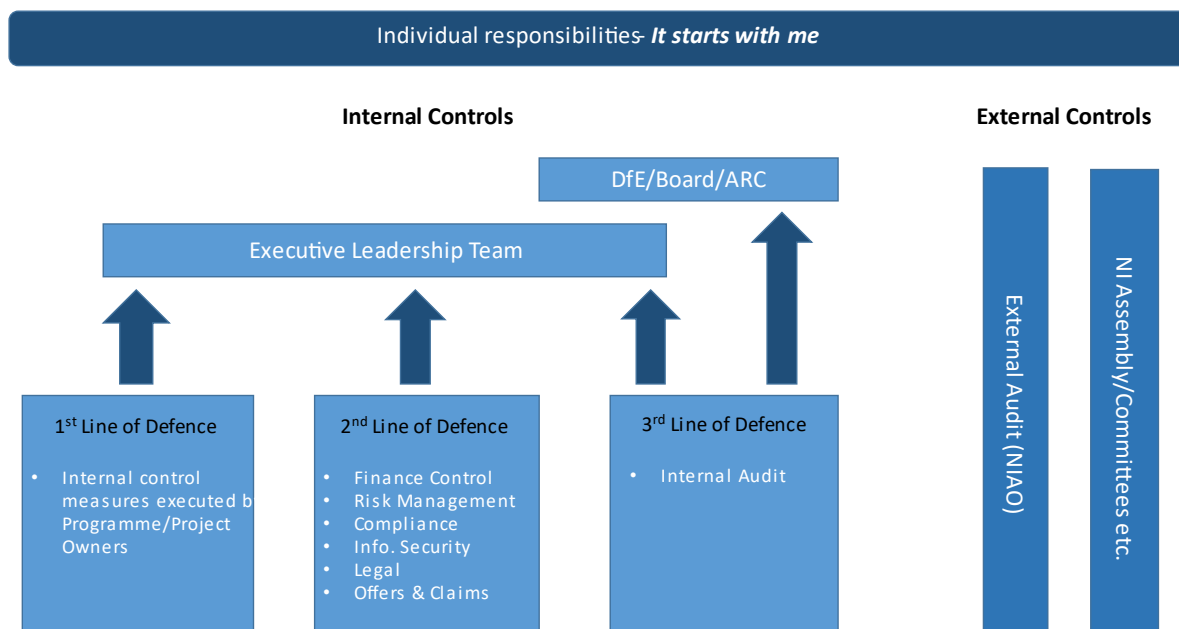 Individual responsibilities- It starts with me
Internal Controls
External Controls
DfE/Board/ARC
Executive Leadership Team
1st Line of Defence
• Internal control
measures executed b
Programme/Project
Owners
2nd Line of Defence
• Finance Control
• Risk Management
• Compliance
• Info. Security
• Legal
• Offers & Claims
3rd Line of Defence
• Internal Audit
External Audit (NIAO)
NI Assembly/Committees etc.